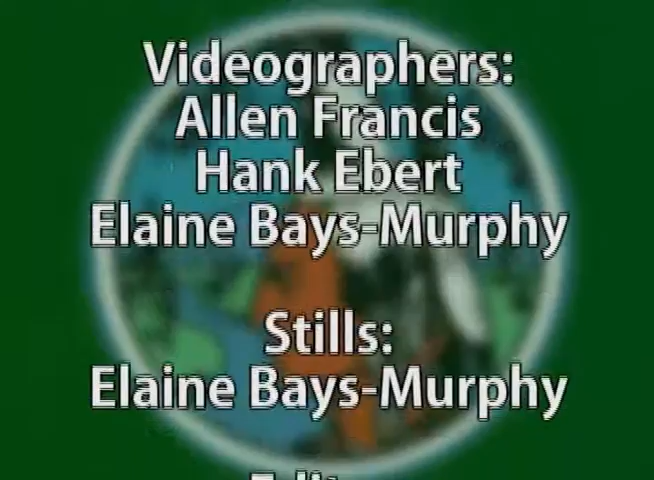 Videographers:
Allen Francis
Hank Ebert
Elaine Bays-Murphy
Stills:
Elaine Bays-Murphy